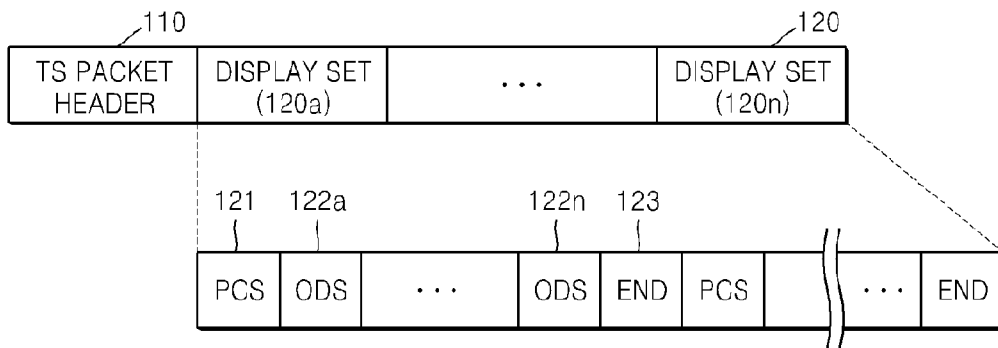 110
120
TS PACKET HEADER
DISPLAY SET (120a)
...
DISPLAY SET (120n)
121
122a
122n
123
PCS
ODS
...
ODS
END
PCS
...
END